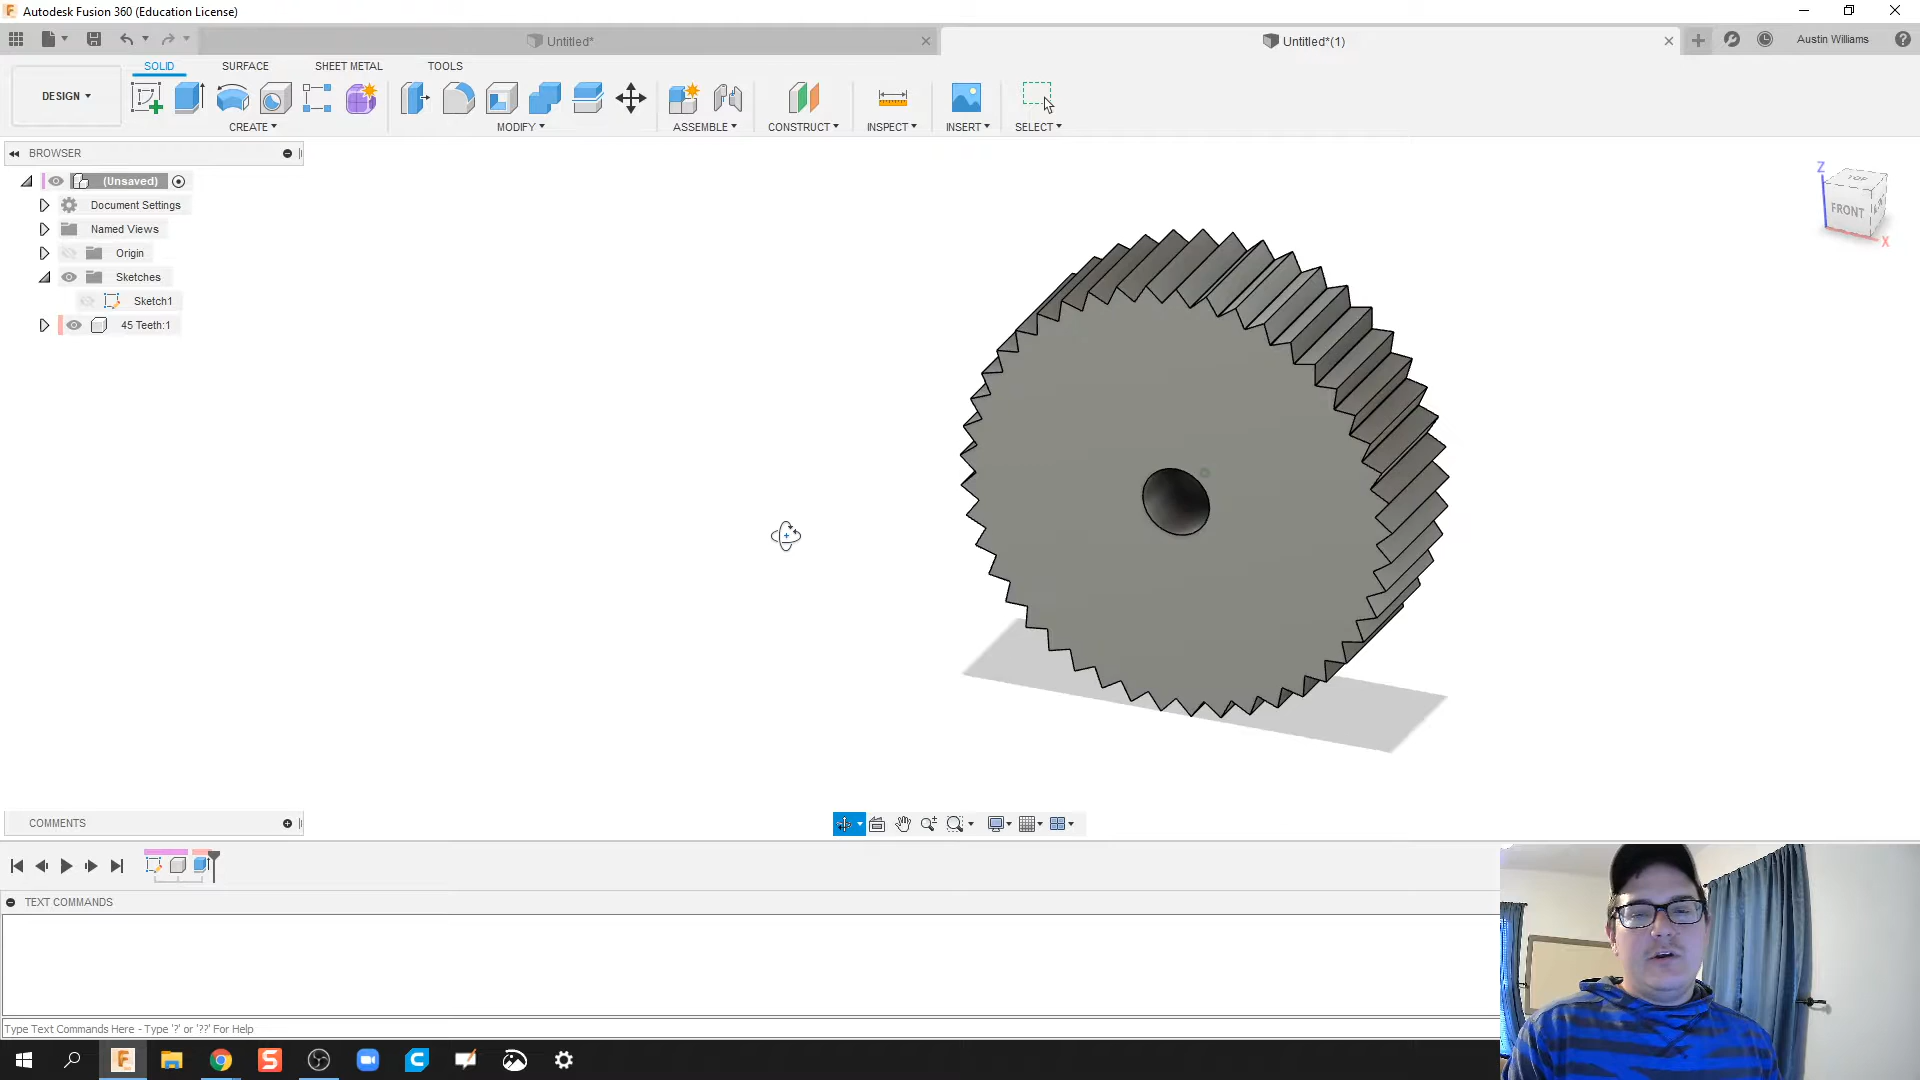 Autodesk Fusion 360 (Education License)
Untitled*
Untitled*(1)
Austin Williams
SOLID
SURFACE
SHEET METAL
TOOLS
DESIGN
CREATE
MODIFY
ASSEMBLE
CONSTRUCT
INSPECT
INSERT
SELECT
BROWSER
(Unsaved)
Document Settings
Named Views
Origin
Sketches
Sketch1
45 Teeth:1
Z
TOP
FRONT
X
COMMENTS
TEXT COMMANDS
Type Text Commands Here - Type '?' or '??' For Help